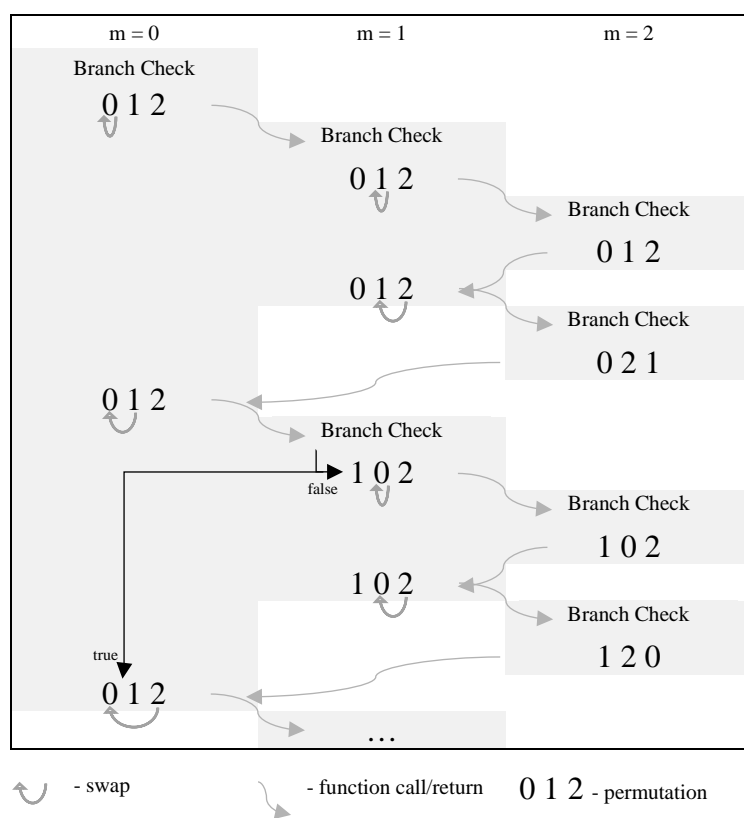 m = 0 m = 1 m = 2
Branch Check
0 1 2
Branch Check
0 1 2
Branch Check
0 1 2
0 1 2
Branch Check
0 2 1
0 1 2
Branch Check
1 0 2
false
Branch Check
1 0 2
1 0 2
Branch Check
1 2 0
true
0 1 2
...
- swap - function call/return 0 1 2 - permutation